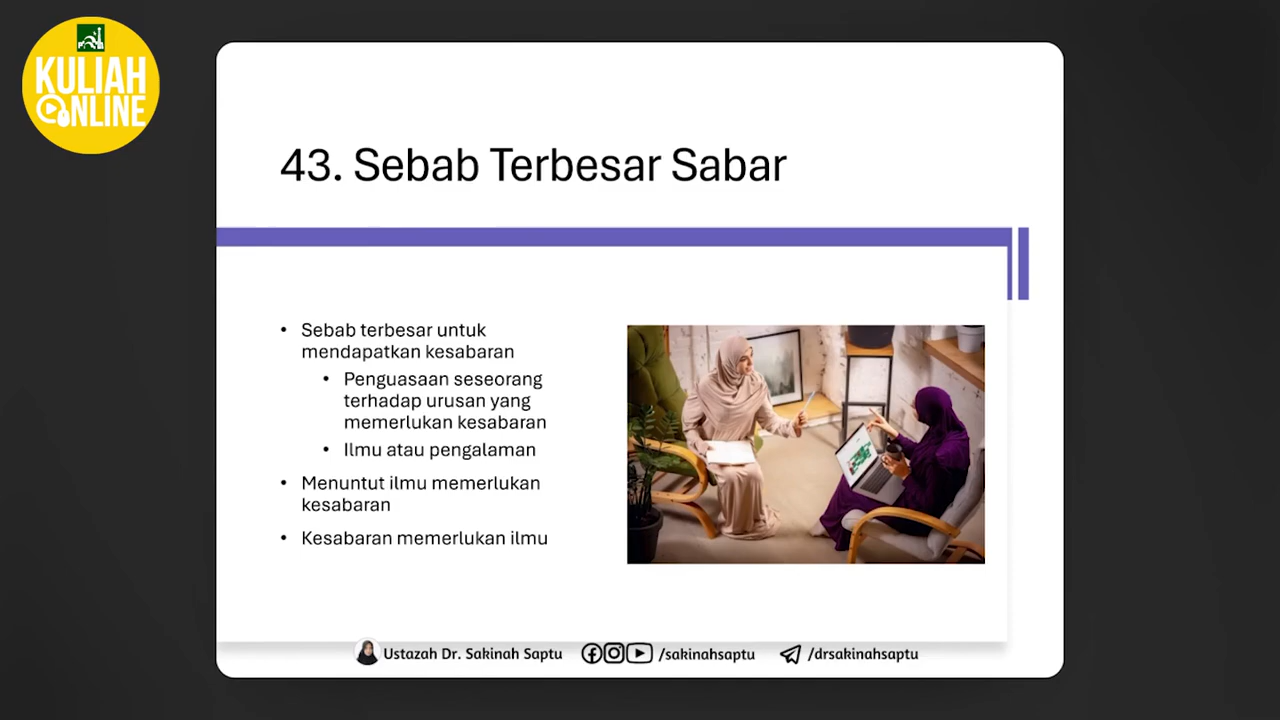 KULIAH
ONLINE
43. Sebab Terbesar Sabar
• Sebab terbesar untuk
mendapatkan kesabaran
• Penguasaan seseorang
terhadap urusan yang
memerlukan kesabaran
• Ilmu atau pengalaman
• Menuntut ilmu memerlukan
kesabaran
• Kesabaran memerlukan ilmu
Ustazah Dr. Sakinah Saptu /sakinahsaptu /drsakinahsaptu